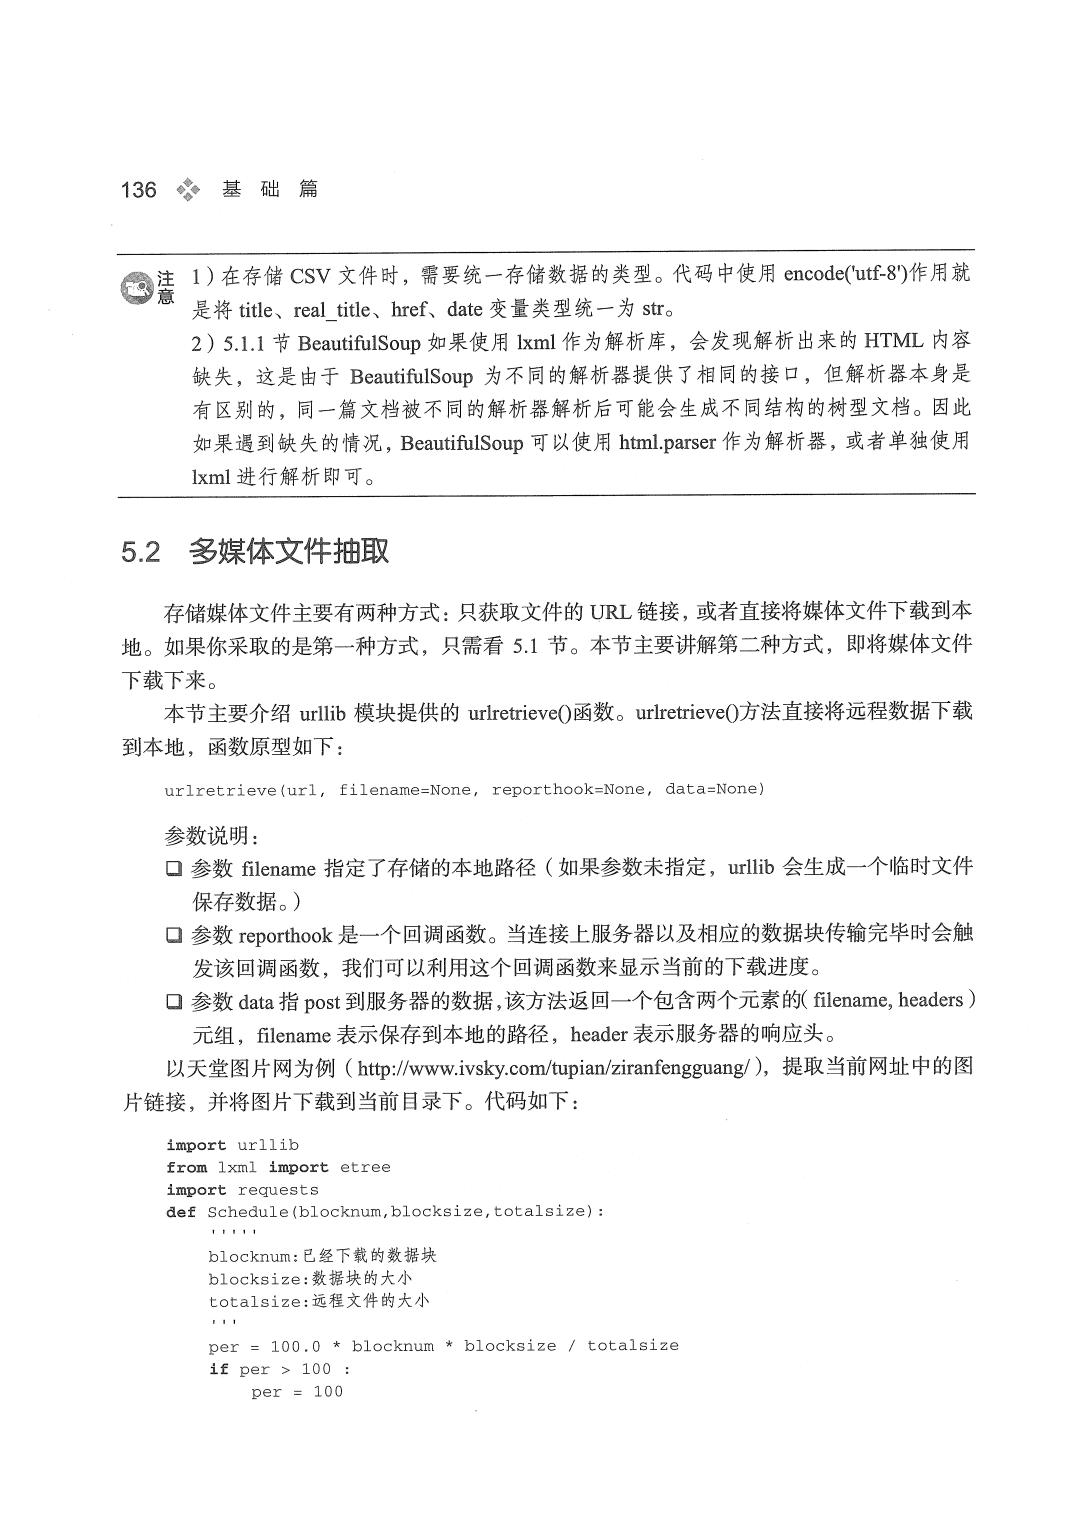 136 基 础 篇
注意 1）在存储 CSV 文件时，需要统一存储数据的类型。代码中使用 encode('utf-8')作用就
是将 title、real_title、href、date 变量类型统一为 str。
2）5.1.1 节 BeautifulSoup 如果使用 lxml 作为解析库，会发现解析出来的 HTML 内容
缺失，这是由于 BeautifulSoup 为不同的解析器提供了相同的接口，但解析器本身是
有区别的，同一篇文档被不同的解析器解析后可能会生成不同结构的树型文档。因此
如果遇到缺失的情况，BeautifulSoup 可以使用 html.parser 作为解析器，或者单独使用
lxml 进行解析即可。
5.2 多媒体文件抽取
存储媒体文件主要有两种方式：只获取文件的 URL 链接，或者直接将媒体文件下载到本
地。如果你采取的是第一种方式，只需看 5.1 节。本节主要讲解第二种方式，即将媒体文件
下载下来。
本节主要介绍 urllib 模块提供的 urlretrieve()函数。urlretrieve()方法直接将远程数据下载
到本地，函数原型如下：
urlretrieve(url, filename=None, reporthook=None, data=None)
参数说明：
❑ 参数 filename 指定了存储的本地路径（如果参数未指定，urllib 会生成一个临时文件
保存数据。）
❑ 参数 reporthook 是一个回调函数。当连接上服务器以及相应的数据块传输完毕时会触
发该回调函数，我们可以利用这个回调函数来显示当前的下载进度。
❑ 参数 data 指 post 到服务器的数据，该方法返回一个包含两个元素的( filename, headers）
元组，filename 表示保存到本地的路径，header 表示服务器的响应头。
以天堂图片网为例（http://www.ivsky.com/tupian/ziranfengguang/），提取当前网址中的图
片链接，并将图片下载到当前目录下。代码如下：
import urllib
from lxml import etree
import requests
def Schedule(blocknum,blocksize,totalsize):
'''''
blocknum:已经下载的数据块
blocksize:数据块的大小
totalsize:远程文件的大小
'''
per = 100.0 * blocknum * blocksize / totalsize
if per > 100 :
per = 100